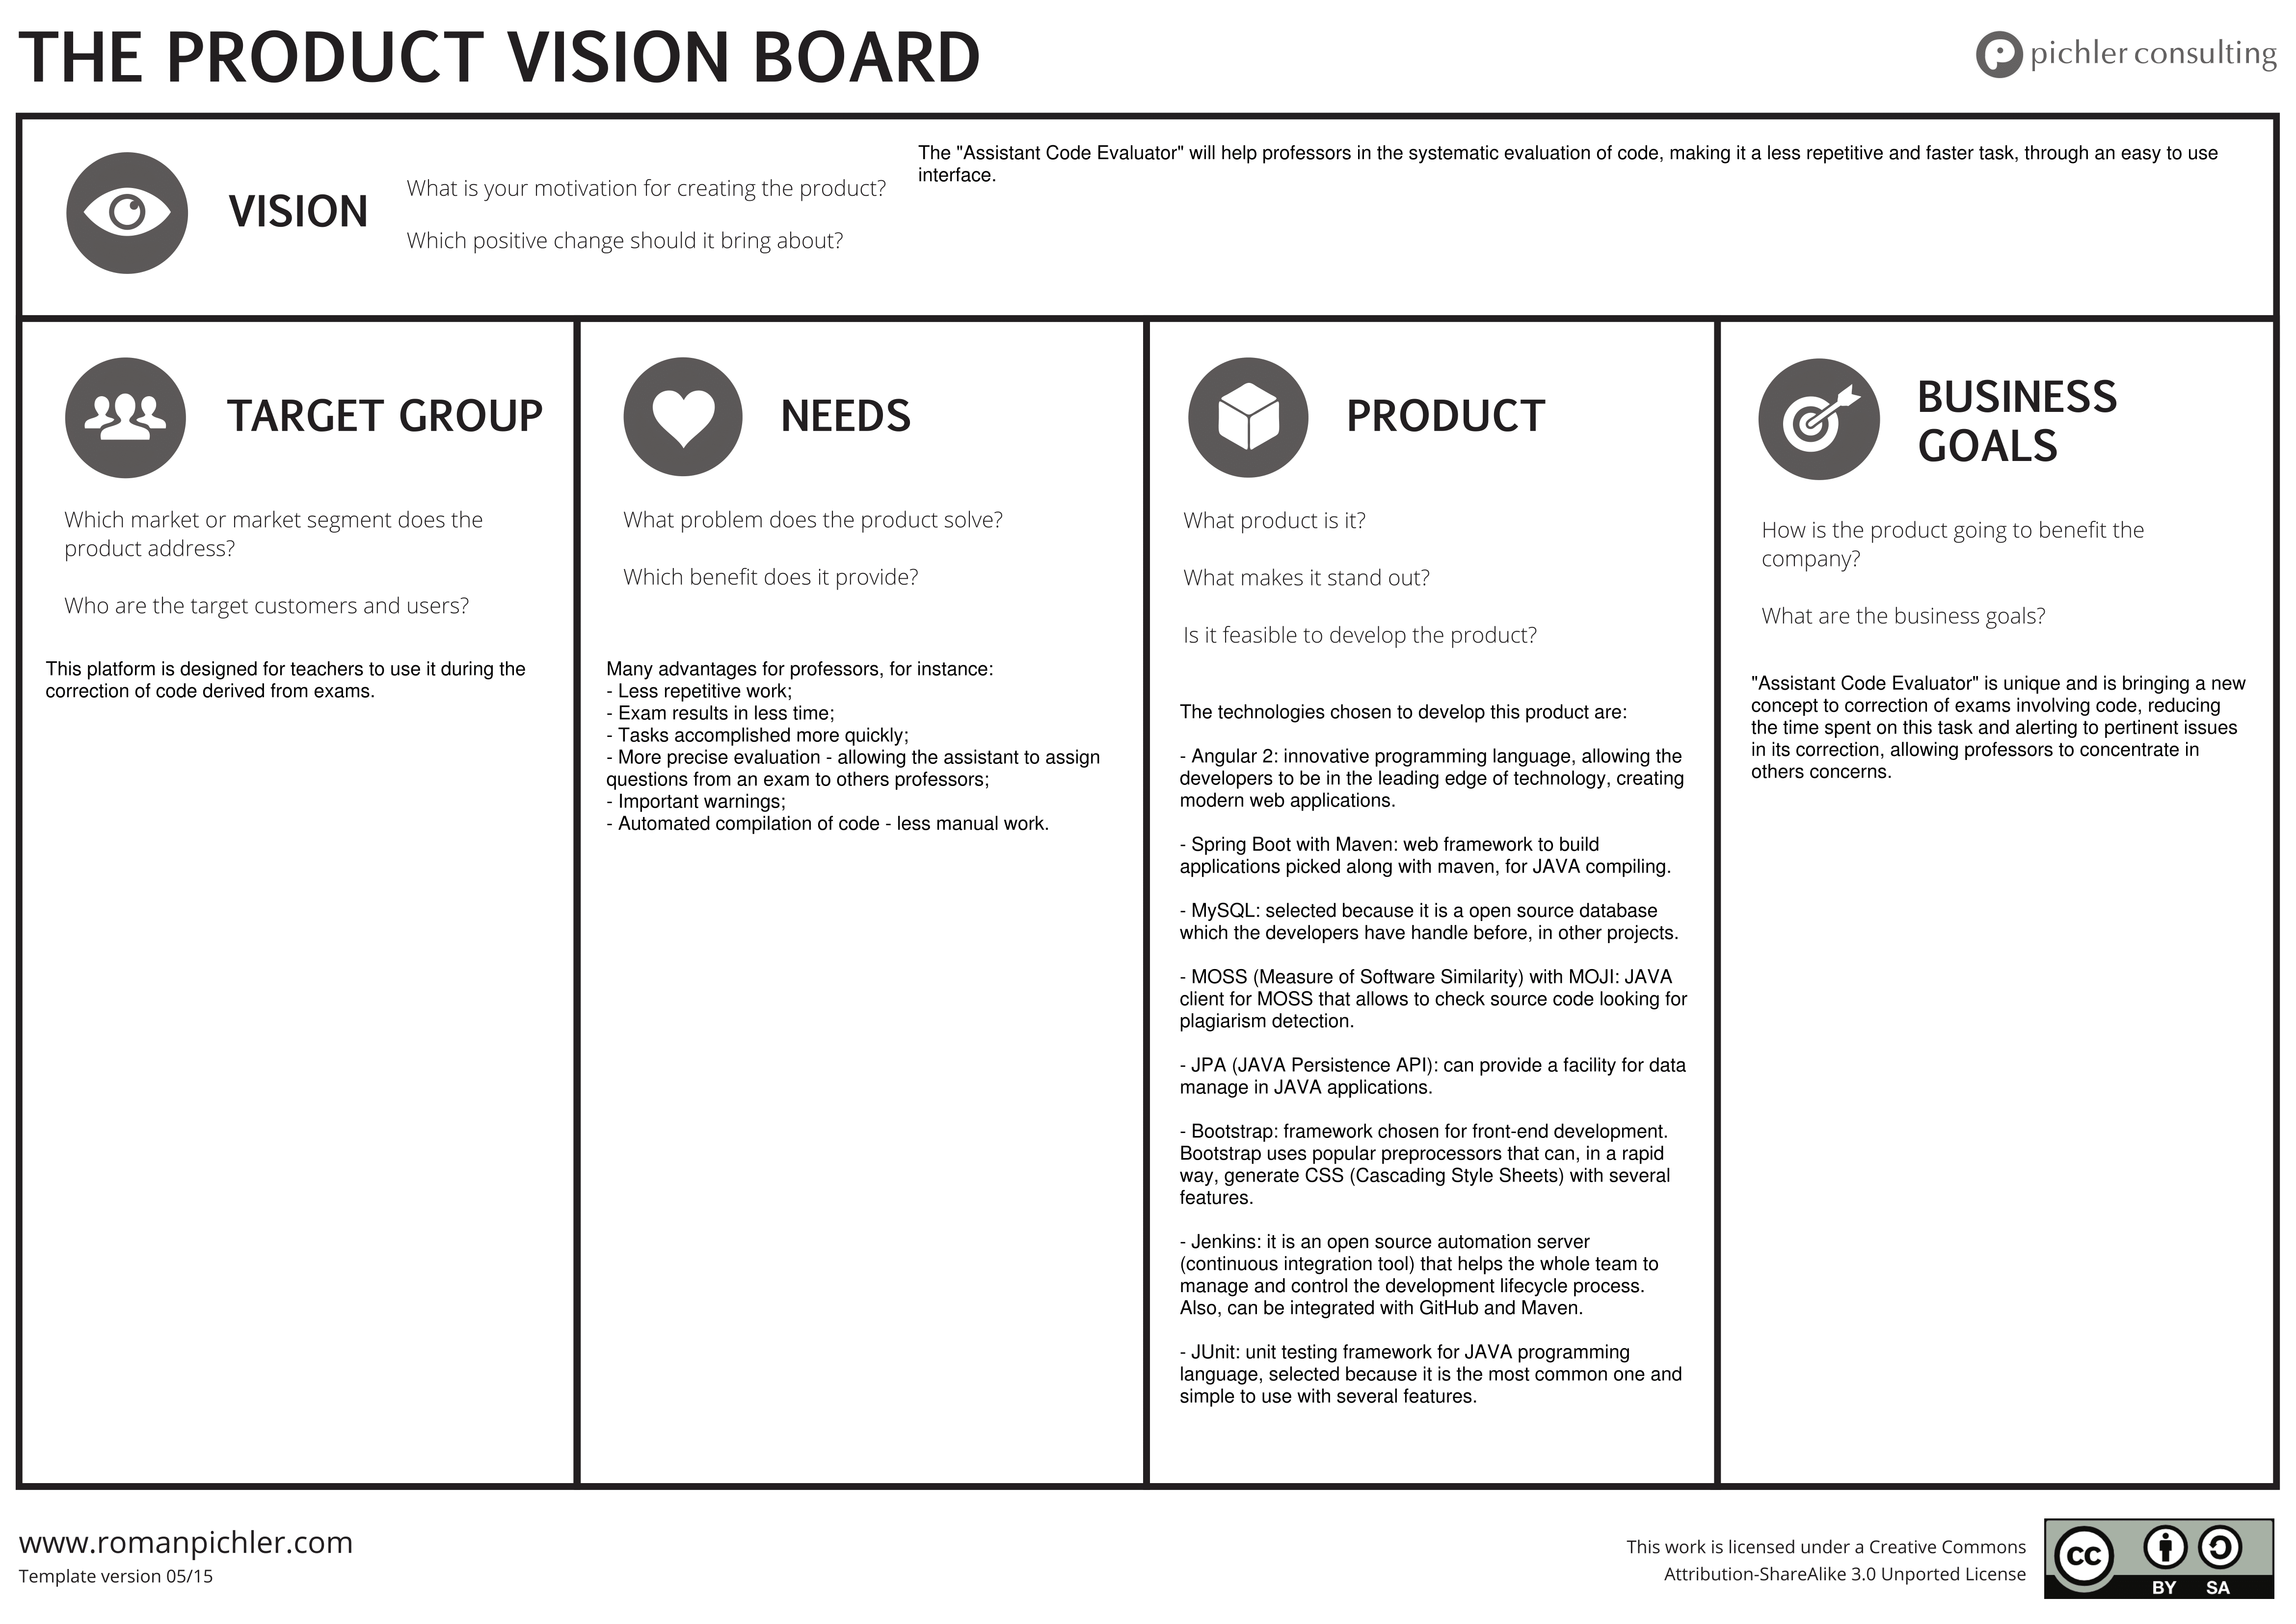 THE PRODUCT VISION BOARD
pichler consulting
VISION
What is your motivation for creating the product?
Which positive change should it bring about?
The "Assistant Code Evaluator" will help professors in the systematic evaluation of code, making it a less repetitive and faster task, through an easy to use
interface.
TARGET GROUP
Which market or market segment does the
product address?
Who are the target customers and users?
This platform is designed for teachers to use it during the
correction of code derived from exams.
NEEDS
What problem does the product solve?
Which benefit does it provide?
Many advantages for professors, for instance:
- Less repetitive work;
- Exam results in less time;
- Tasks accomplished more quickly;
- More precise evaluation - allowing the assistant to assign
questions from an exam to others professors;
- Important warnings;
- Automated compilation of code - less manual work.
PRODUCT
What product is it?
What makes it stand out?
Is it feasible to develop the product?
The technologies chosen to develop this product are:
- Angular 2: innovative programming language, allowing the
developers to be in the leading edge of technology, creating
modern web applications.
- Spring Boot with Maven: web framework to build
applications picked along with maven, for JAVA compiling.
- MySQL: selected because it is a open source database
which the developers have handle before, in other projects.
- MOSS (Measure of Software Similarity) with MOJI: JAVA
client for MOSS that allows to check source code looking for
plagiarism detection.
- JPA (JAVA Persistence API): can provide a facility for data
manage in JAVA applications.
- Bootstrap: framework chosen for front-end development.
Bootstrap uses popular preprocessors that can, in a rapid
way, generate CSS (Cascading Style Sheets) with several
features.
- Jenkins: it is an open source automation server
(continuous integration tool) that helps the whole team to
manage and control the development lifecycle process.
Also, can be integrated with GitHub and Maven.
- JUnit: unit testing framework for JAVA programming
language, selected because it is the most common one and
simple to use with several features.
BUSINESS
GOALS
How is the product going to benefit the
company?
What are the business goals?
"Assistant Code Evaluator" is unique and is bringing a new
concept to correction of exams involving code, reducing
the time spent on this task and alerting to pertinent issues
in its correction, allowing professors to concentrate in
others concerns.
www.romanpichler.com
Template version 05/15
This work is licensed under a Creative Commons
Attribution-ShareAlike 3.0 Unported License
cc
BY SA